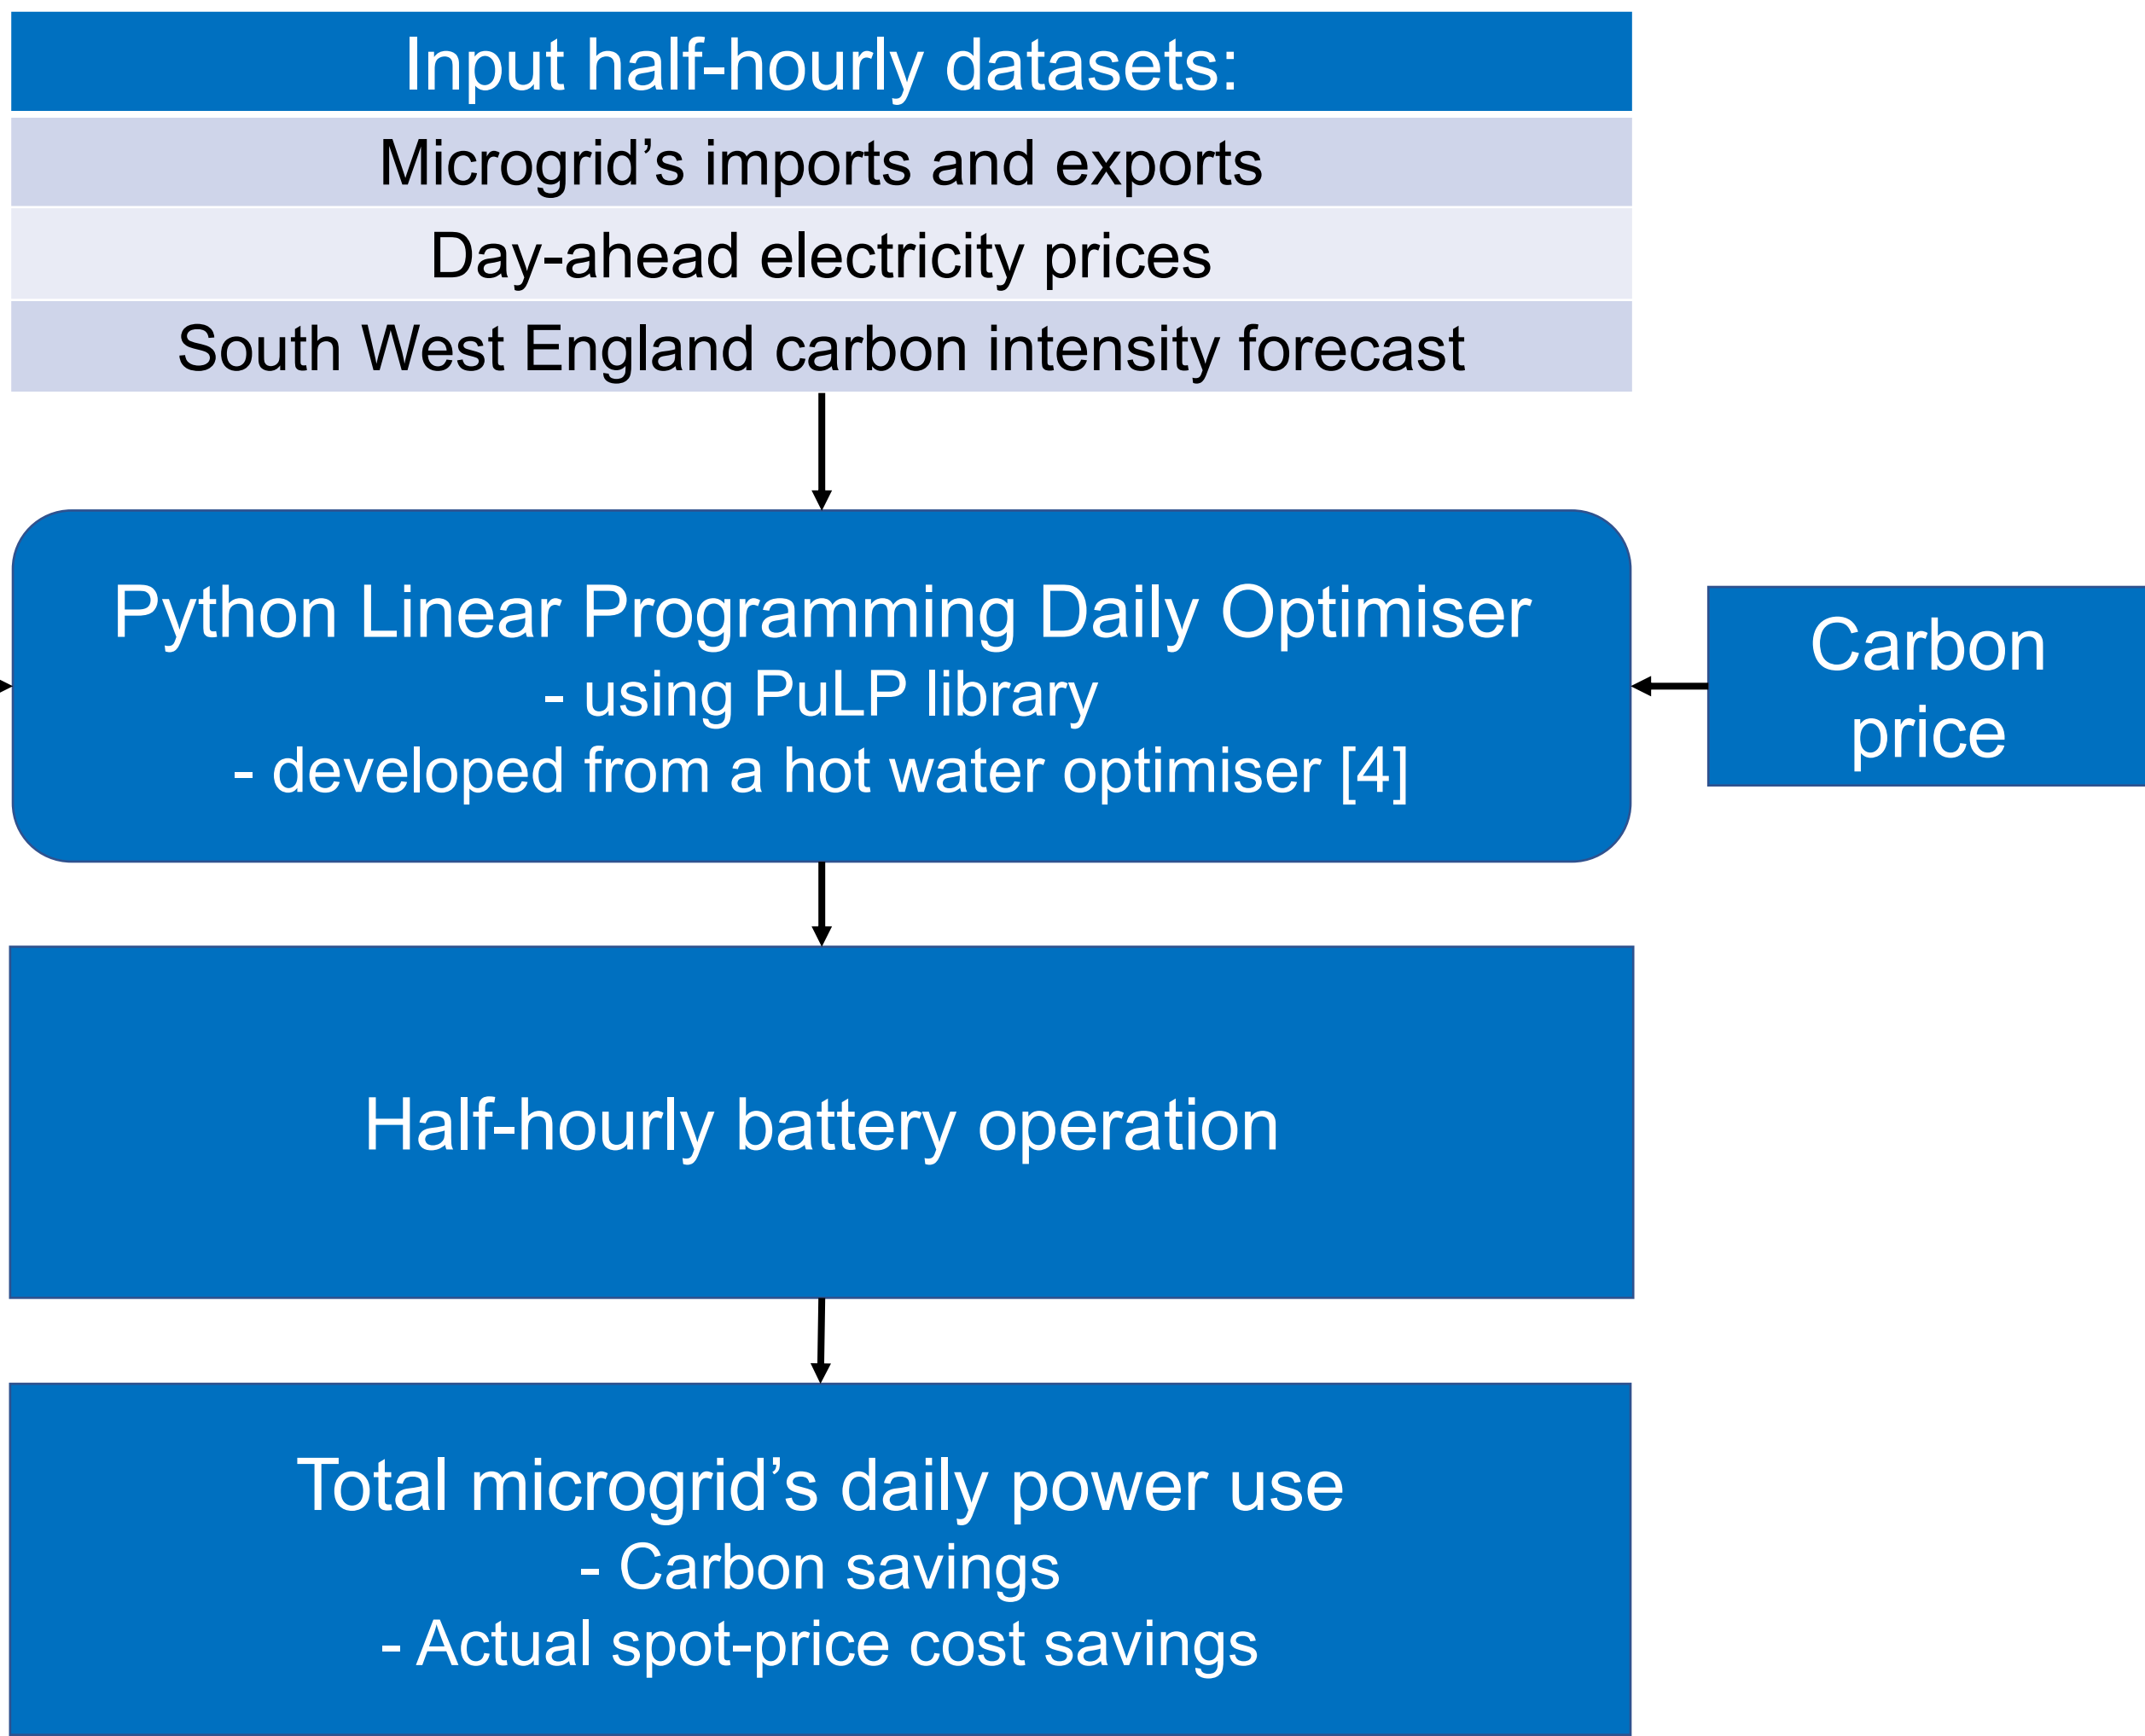 Input half-hourly datasets:
Microgrid’s imports and exports
Day-ahead electricity prices
South West England carbon intensity forecast
Python Linear Programming Daily Optimiser
- using PuLP library
- developed from a hot water optimiser [4]
Carbon
price
Half-hourly battery operation
Total microgrid’s daily power use
- Carbon savings
- Actual spot-price cost savings